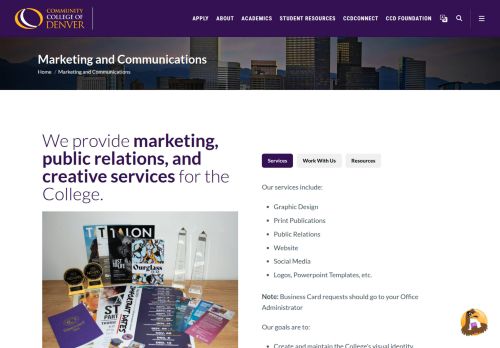 COMMUNITY
COLLEGE OF
DENVER
APPLY ABOUT ACADEMICS STUDENT RESOURCES CCDCONNECT CCD FOUNDATION
Marketing and Communications
Home / Marketing and Communications
We provide marketing,
public relations, and
creative services for the
College.
Services Work With Us Resources
Our services include:
Graphic Design
Print Publications
Public Relations
Website
Social Media
Logos, Powerpoint Templates, etc.
Note: Business Card requests should go to your Office
Administrator
Our goals are to:
Create and maintain the College's visual identity
Ourglass